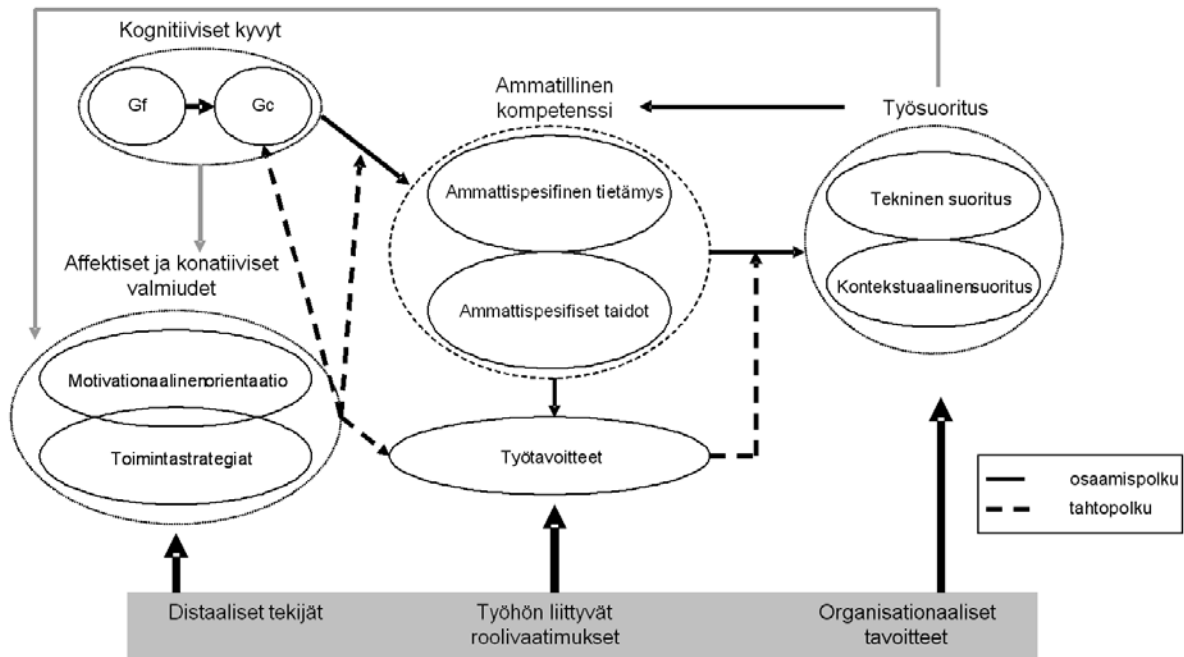 Kognitiiviset kyvyt
Gf
Gc
Affektiset ja konatiiviset
valmiudet
Motivationaalinenorientaatio
Toimintastrategiat
Ammatillinen
kompetenssi
Ammattispesifinen tietämys
Ammattispesifiset taidot
Työtavoitteet
Työsuoritus
Tekninen suoritus
Kontekstuaalinensuoritus
osaamispolku
tahtopolku
Distaaliset tekijät
Työhön liittyvät
roolivaatimukset
Organisationaaliset
tavoitteet